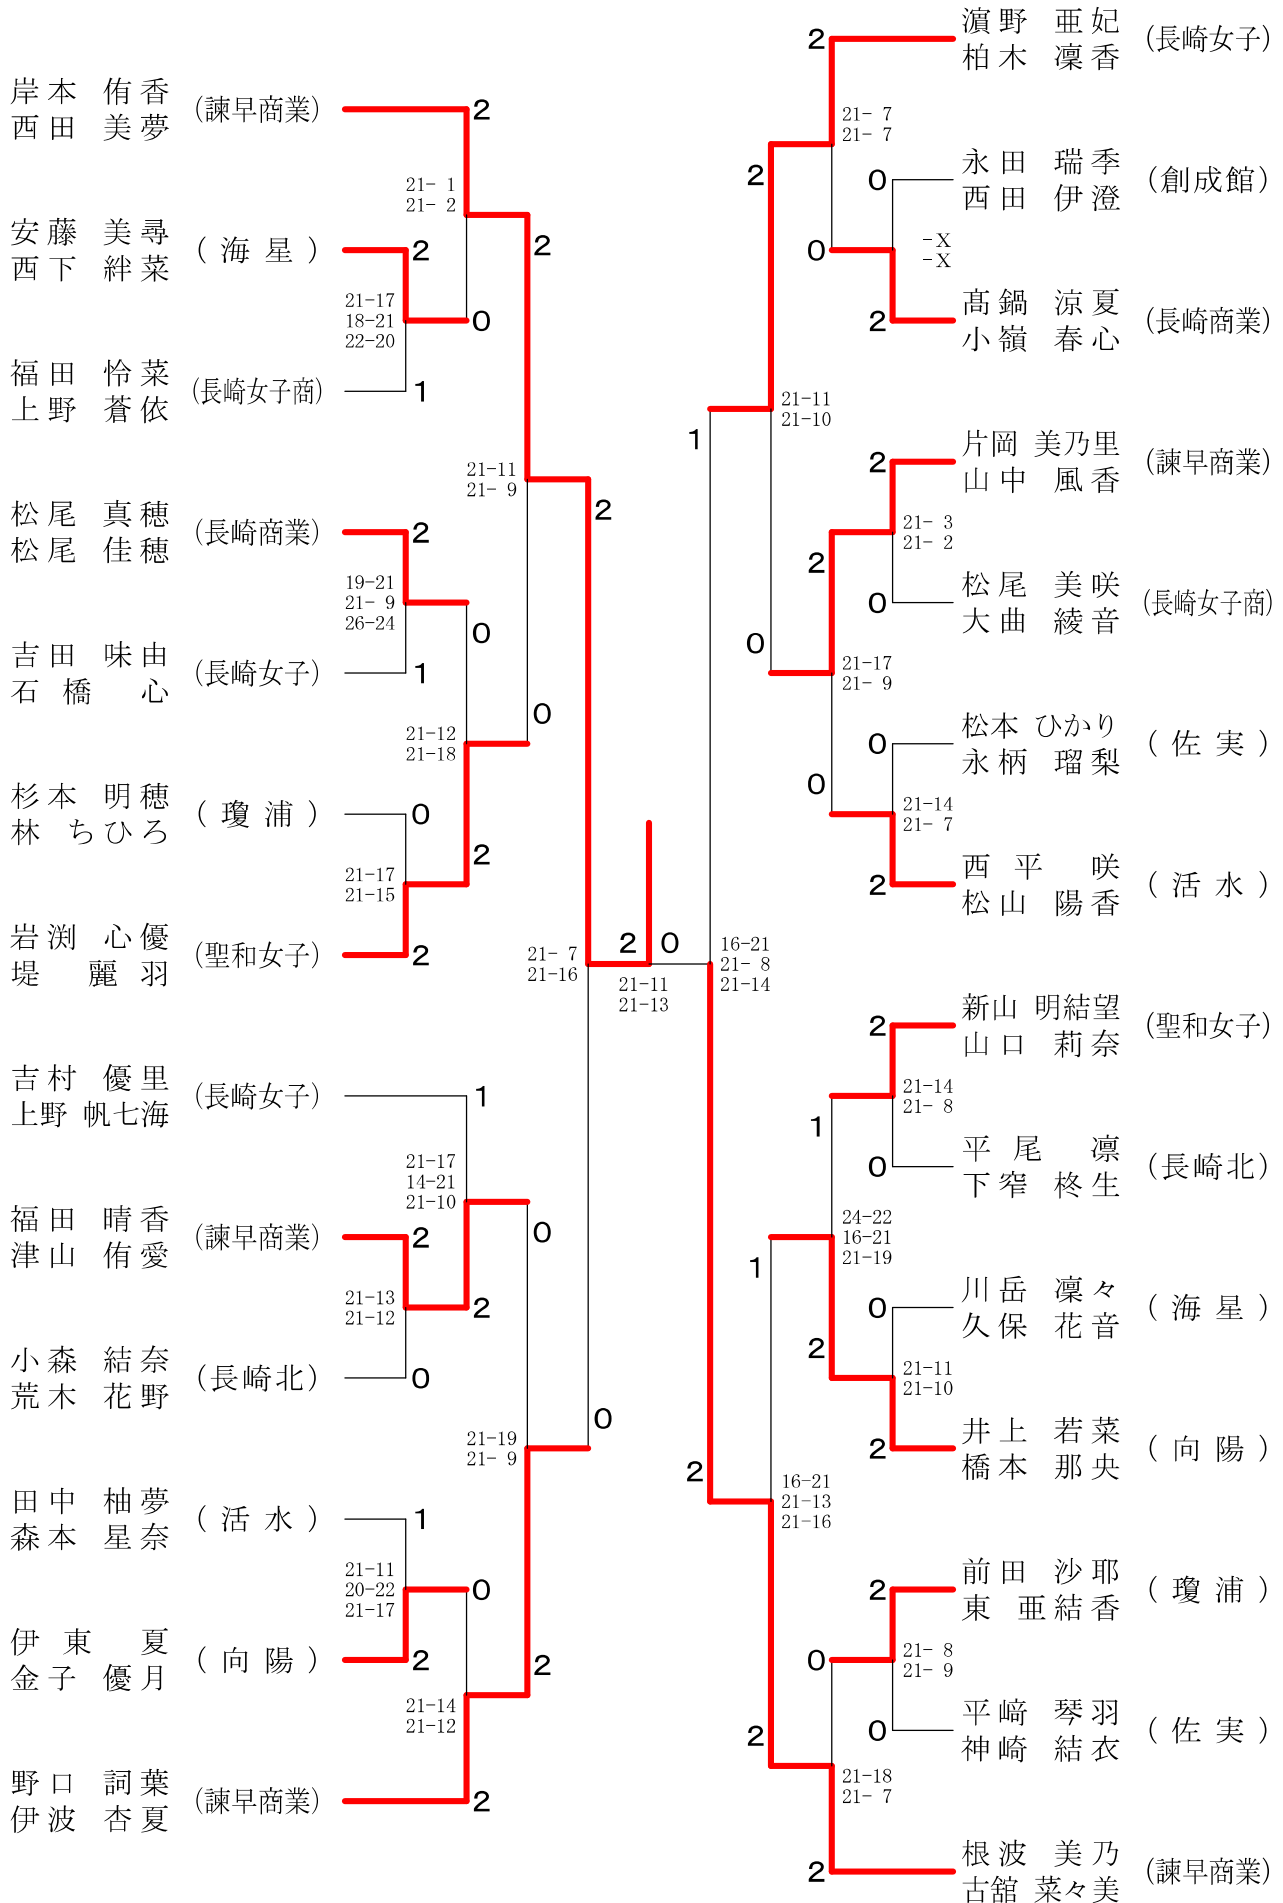 岸本 侑香
西田 美夢
(諫早商業)
2
21- 1
21- 2
安藤 美尋
西下 絆菜
( 海 星 )
2
2
21-17
18-21
22-20
0
福田 怜菜
上野 蒼依
(長崎女子商)
1
21-11
21- 9
2
松尾 真穂
松尾 佳穂
(長崎商業)
2
19-21
21- 9
26-24
0
吉田 味由
石橋 心
(長崎女子)
1
0
21-12
21-18
杉本 明穂
林 ちひろ
( 瓊 浦 )
0
2
21-17
21-15
岩渕 心優
堤 麗羽
(聖和女子)
2
21- 7
21-16
2
0
21-11
21-13
吉村 優里
上野 帆七海
(長崎女子)
1
21-17
14-21
21-10
福田 晴香
津山 侑愛
(諫早商業)
2
0
21-13
21-12
2
小森 結奈
荒木 花野
(長崎北)
0
0
21-19
21- 9
田中 柚夢
森本 星奈
( 活 水 )
1
21-11
20-22
21-17
0
伊東 夏
金子 優月
( 向 陽 )
2
2
21-14
21-12
野口 詞葉
伊波 杏夏
(諫早商業)
2
2
濵野 亜妃
柏木 凜香
(長崎女子)
21- 7
21- 7
2
0
永田 瑞季
西田 伊澄
(創成館)
0
-X
-X
2
髙鍋 涼夏
小嶺 春心
(長崎商業)
21-11
21-10
1
2
片岡 美乃里
山中 風香
(諫早商業)
21- 3
21- 2
2
0
松尾 美咲
大曲 綾音
(長崎女子商)
0
21-17
21- 9
0
松本 ひかり
永柄 瑠梨
( 佐 実 )
0
21-14
21- 7
2
西平 咲
松山 陽香
( 活 水 )
16-21
21- 8
21-14
2
新山 明結望
山口 莉奈
(聖和女子)
21-14
21- 8
1
0
平尾 凛
下窄 柊生
(長崎北)
24-22
16-21
21-19
1
0
川岳 凜々
久保 花音
( 海 星 )
2
21-11
21-10
2
井上 若菜
橋本 那央
( 向 陽 )
2
16-21
21-13
21-16
2
前田 沙耶
東 亜結香
( 瓊 浦 )
0
21- 8
21- 9
0
平﨑 琴羽
神崎 結衣
( 佐 実 )
2
21-18
21- 7
2
根波 美乃
古舘 菜々美
(諫早商業)